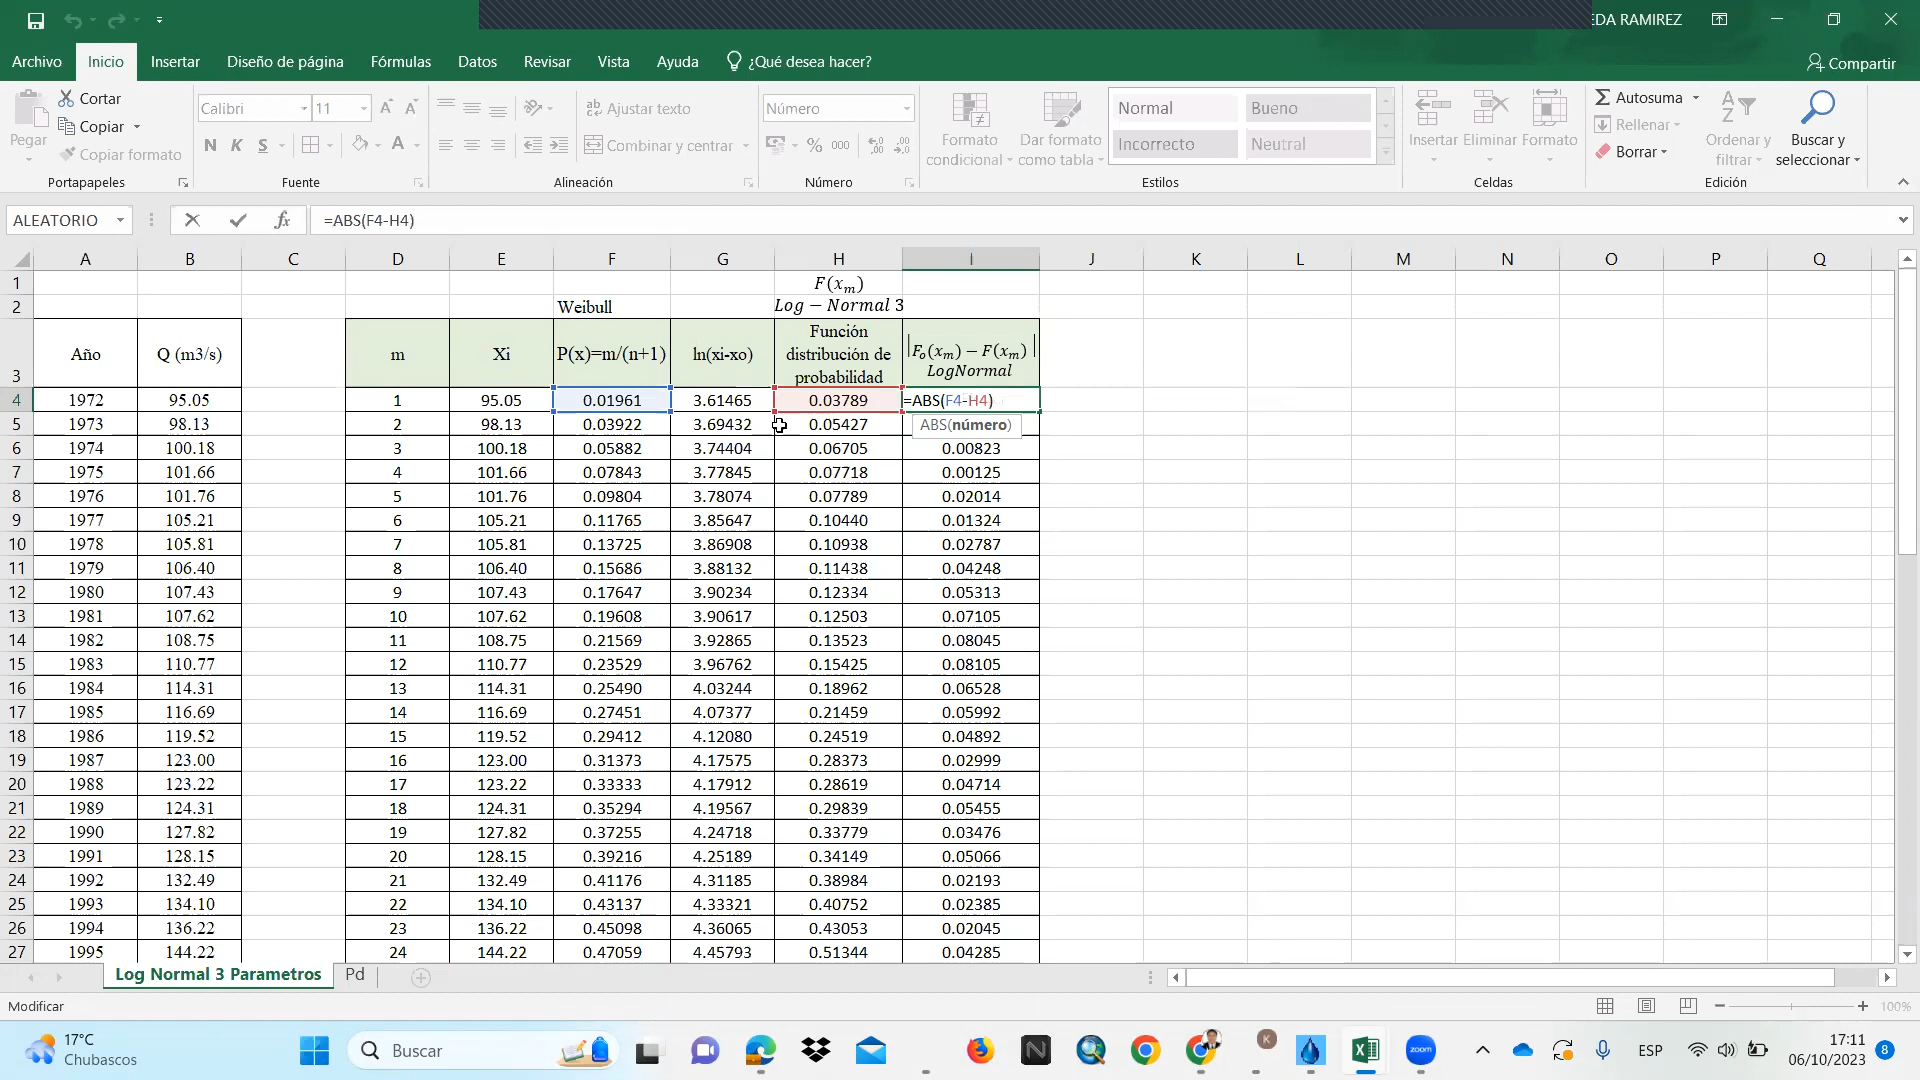 EDA RAMIREZ
Archivo Inicio Insertar Diseño de página Fórmulas Datos Revisar Vista Ayuda ¿Qué desea hacer? Compartir
Pegar Cortar Copiar Copiar formato Portapapeles
Calibri 11 N K S Fuente
Ajustar texto Combinar y centrar Alineación
Número % 000 Número
Formato condicional Dar formato como tabla Normal Bueno Incorrecto Neutral Estilos
Insertar Eliminar Formato Celdas
Autosuma Rellenar Borrar Ordenar y filtrar Buscar y seleccionar Edición
ALEATORIO fx =ABS(F4-H4)
A B C D E F G H I J K L M N O P Q
1 F(xₘ)
2 Weibull Log − Normal 3
3 Año Q (m3/s) m Xi P(x)=m/(n+1) ln(xi-xo) Función distribución de probabilidad |Fₒ(xₘ) − F(xₘ)| LogNormal
4 1972 95.05 1 95.05 0.01961 3.61465 0.03789 =ABS(F4-H4)
5 1973 98.13 2 98.13 0.03922 3.69432 0.05427 ABS(número)
6 1974 100.18 3 100.18 0.05882 3.74404 0.06705 0.00823
7 1975 101.66 4 101.66 0.07843 3.77845 0.07718 0.00125
8 1976 101.76 5 101.76 0.09804 3.78074 0.07789 0.02014
9 1977 105.21 6 105.21 0.11765 3.85647 0.10440 0.01324
10 1978 105.81 7 105.81 0.13725 3.86908 0.10938 0.02787
11 1979 106.40 8 106.40 0.15686 3.88132 0.11438 0.04248
12 1980 107.43 9 107.43 0.17647 3.90234 0.12334 0.05313
13 1981 107.62 10 107.62 0.19608 3.90617 0.12503 0.07105
14 1982 108.75 11 108.75 0.21569 3.92865 0.13523 0.08045
15 1983 110.77 12 110.77 0.23529 3.96762 0.15425 0.08105
16 1984 114.31 13 114.31 0.25490 4.03244 0.18962 0.06528
17 1985 116.69 14 116.69 0.27451 4.07377 0.21459 0.05992
18 1986 119.52 15 119.52 0.29412 4.12080 0.24519 0.04892
19 1987 123.00 16 123.00 0.31373 4.17575 0.28373 0.02999
20 1988 123.22 17 123.22 0.33333 4.17912 0.28619 0.04714
21 1989 124.31 18 124.31 0.35294 4.19567 0.29839 0.05455
22 1990 127.82 19 127.82 0.37255 4.24718 0.33779 0.03476
23 1991 128.15 20 128.15 0.39216 4.25189 0.34149 0.05066
24 1992 132.49 21 132.49 0.41176 4.31185 0.38984 0.02193
25 1993 134.10 22 134.10 0.43137 4.33321 0.40752 0.02385
26 1994 136.22 23 136.22 0.45098 4.36065 0.43053 0.02045
27 1995 144.22 24 144.22 0.47059 4.45793 0.51344 0.04285
Log Normal 3 Parametros Pd
Modificar 100%
17°C Chubascos Buscar zoom K ESP 17:11 06/10/2023 8